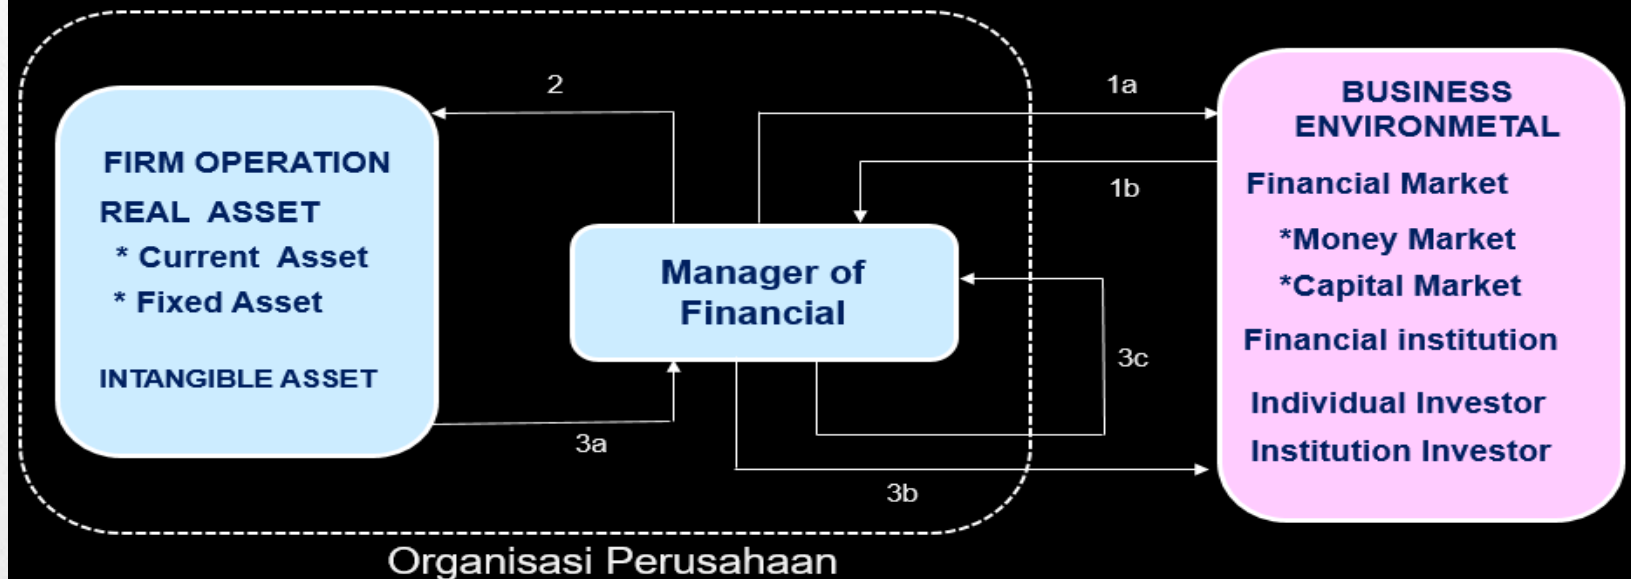 2
FIRM OPERATION
REAL ASSET
* Current Asset
* Fixed Asset
INTANGIBLE ASSET
3a
Manager of
Financial
1a
1b
3c
3b
BUSINESS
ENVIRONMETAL
Financial Market
*Money Market
*Capital Market
Financial institution
Individual Investor
Institution Investor
Organisasi Perusahaan